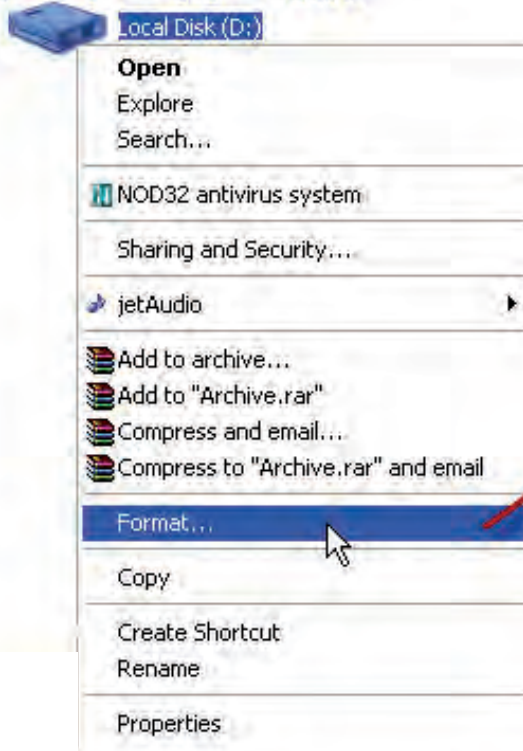 Local Disk (D:)
Open
Explore
Search...
NOD32 antivirus system
Sharing and Security...
jetAudio
Add to archive...
Add to "Archive.rar"
Compress and email...
Compress to "Archive.rar" and email
Format...
Copy
Create Shortcut
Rename
Properties